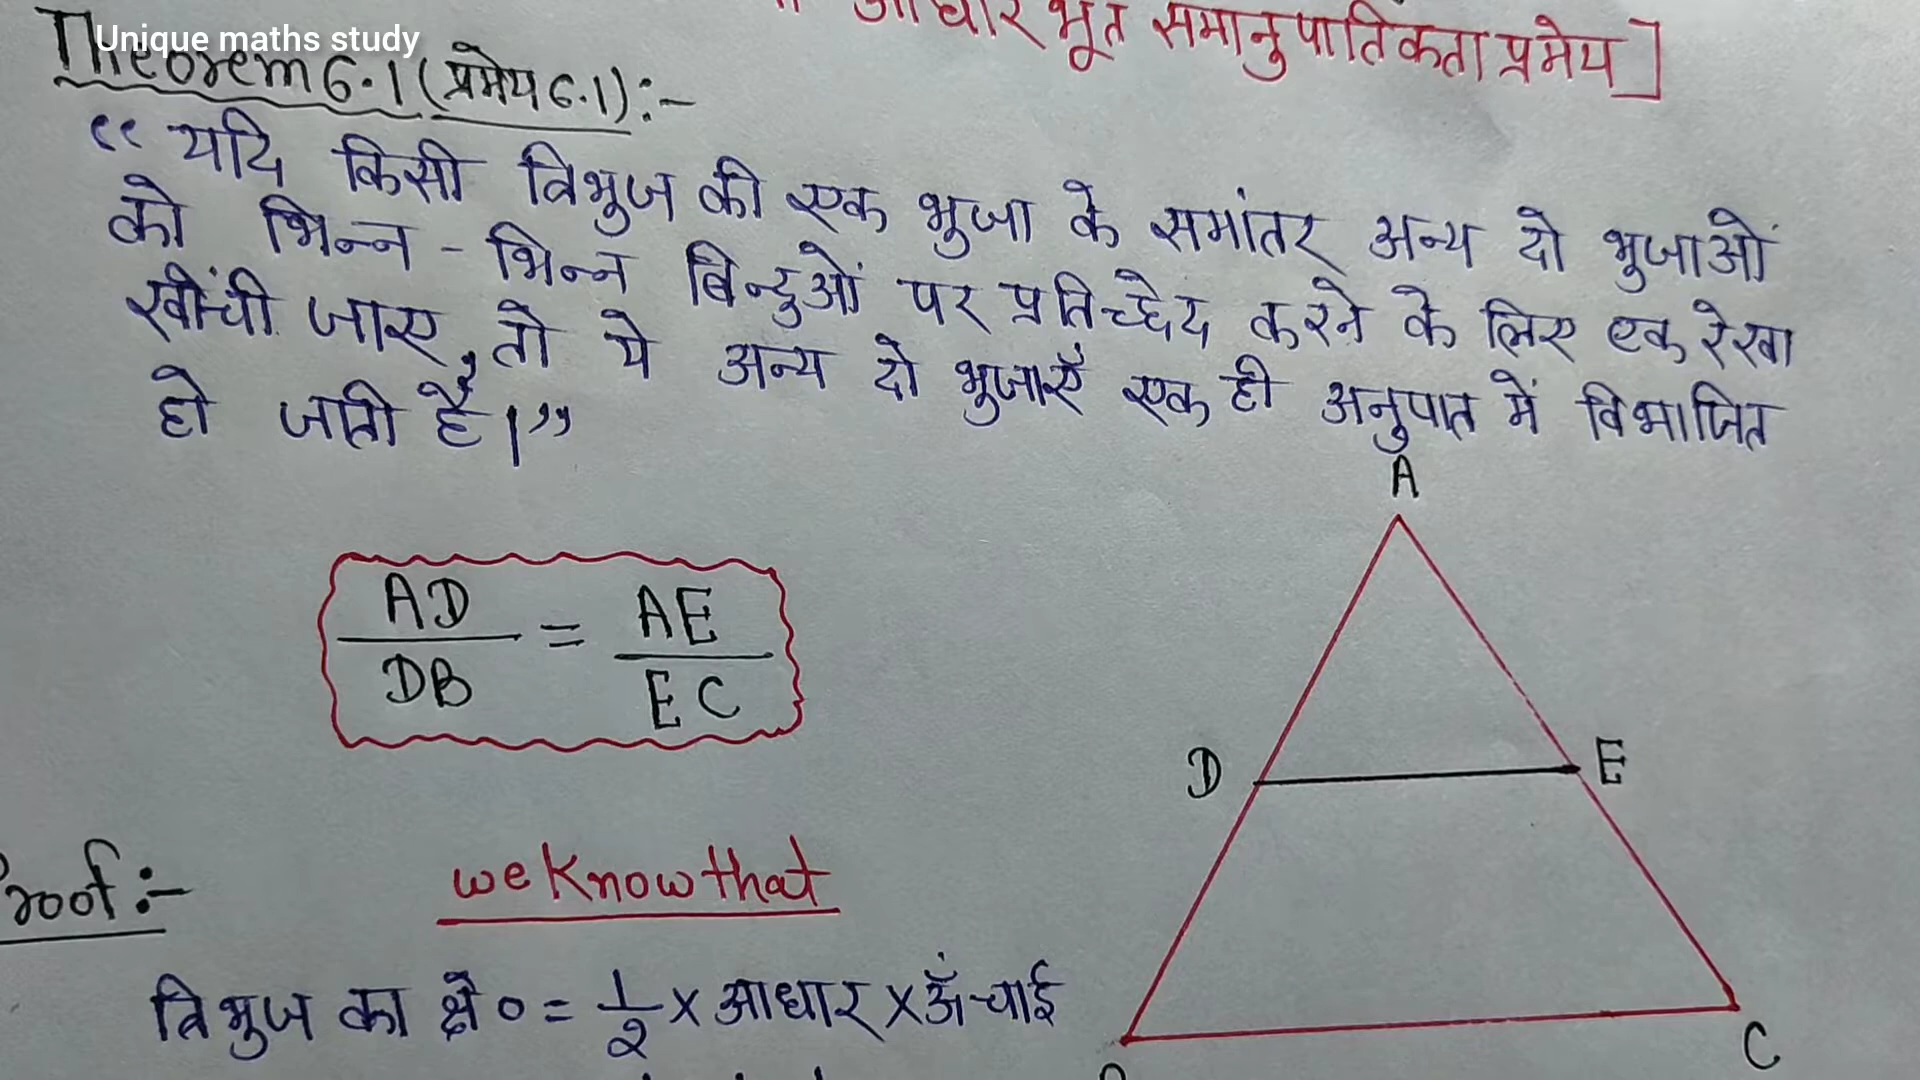 आधारभूत समानुपातिकता प्रमेय]
Unique maths study
Theorem 6.1 (प्रमेय 6.1):-
“यदि किसी त्रिभुज की एक भुजा के समांतर अन्य दो भुजाओं
को भिन्न-भिन्न बिन्दुओं पर प्रतिच्छेद करने के लिए एक रेखा
खींची जाए, तो ये अन्य दो भुजाएँ एक ही अनुपात में विभाजित
हो जाती है।”
A
AD/DB = AE/EC
D E
Proof:-
we Know that
त्रिभुज का क्षे० = 1/2 × आधार × ऊँचाई
C